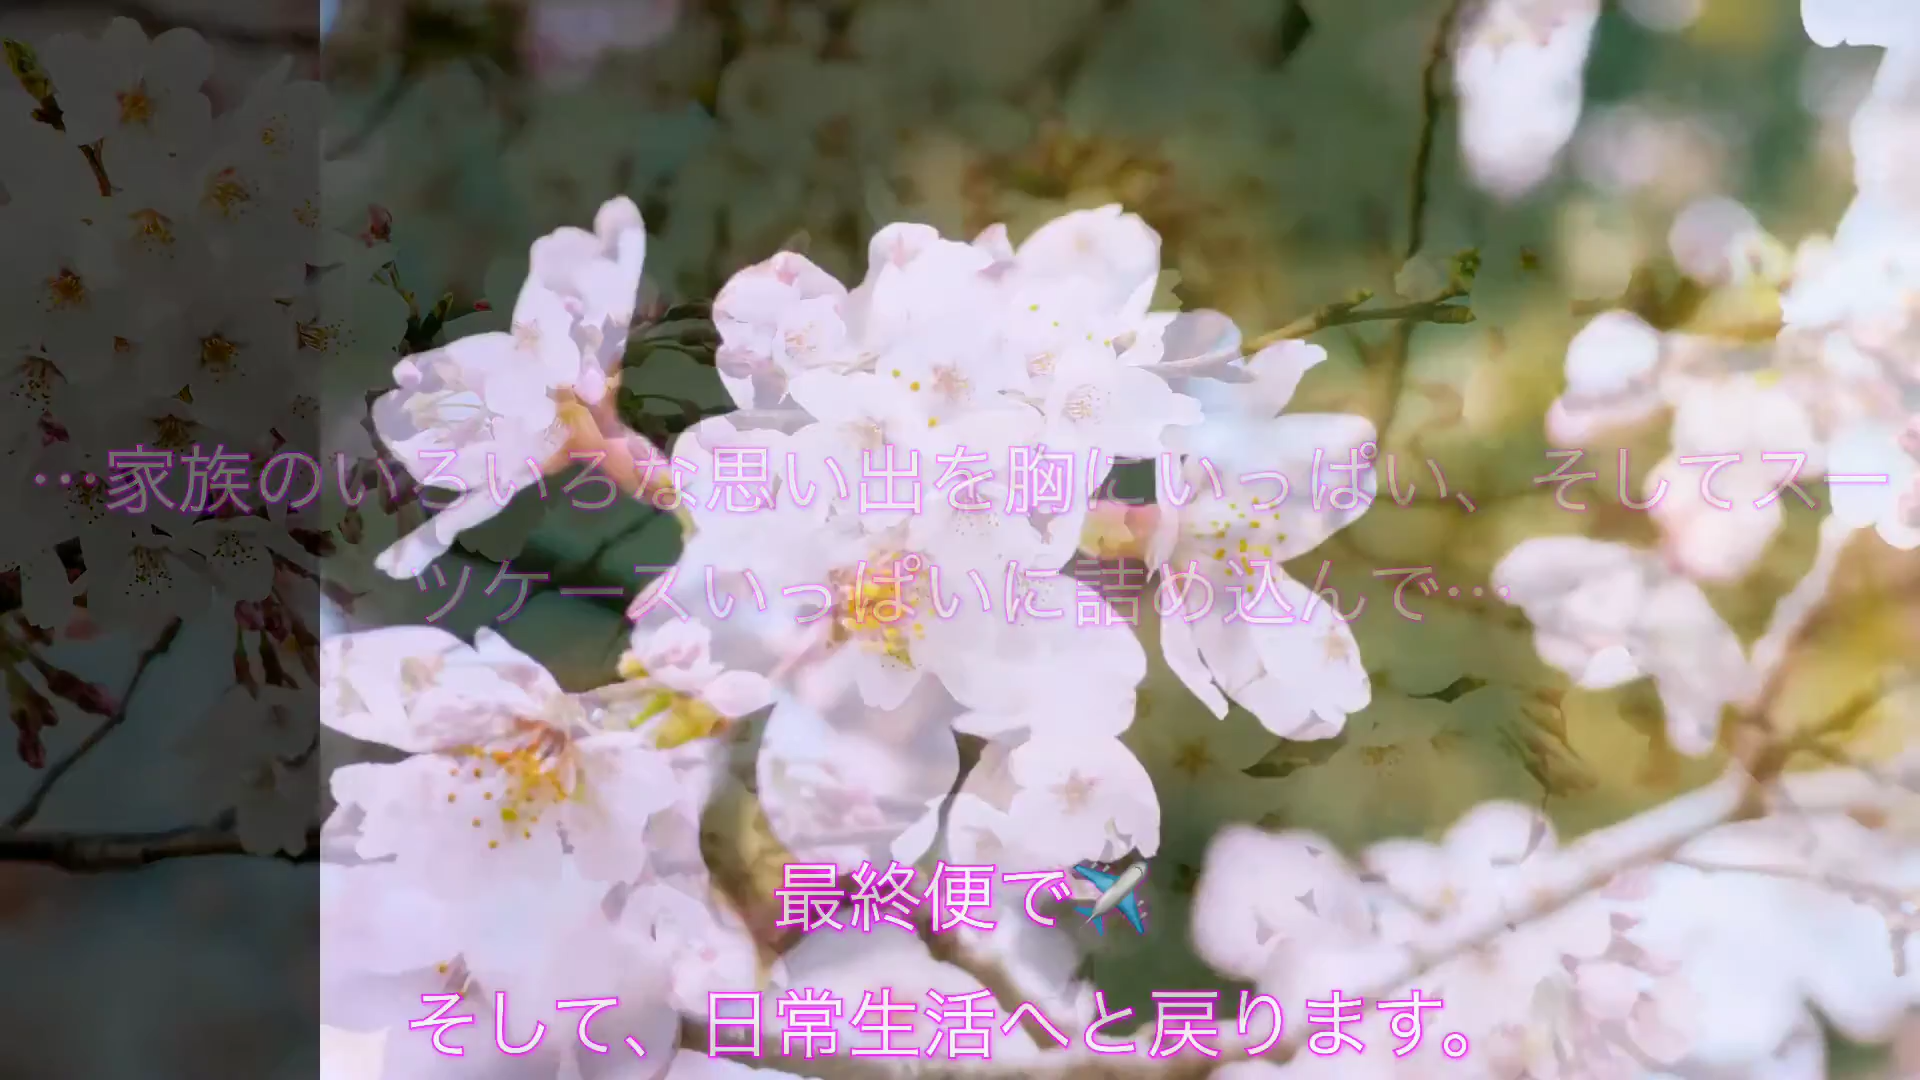 …家族のいろいろな思い出を胸にいっぱい、そしてスー
ツケースいっぱいに詰め込んで…
最終便で✈️
そして、日常生活へと戻ります。